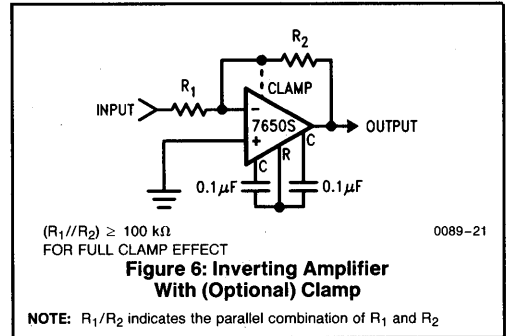 R2
R1
CLAMP
INPUT
−
7650S
OUTPUT
+
R
C
C
0.1μF
0.1μF
(R1//R2) ≥ 100 kΩ
0089–21
FOR FULL CLAMP EFFECT
Figure 6: Inverting Amplifier
With (Optional) Clamp
NOTE: R1/R2 indicates the parallel combination of R1 and R2